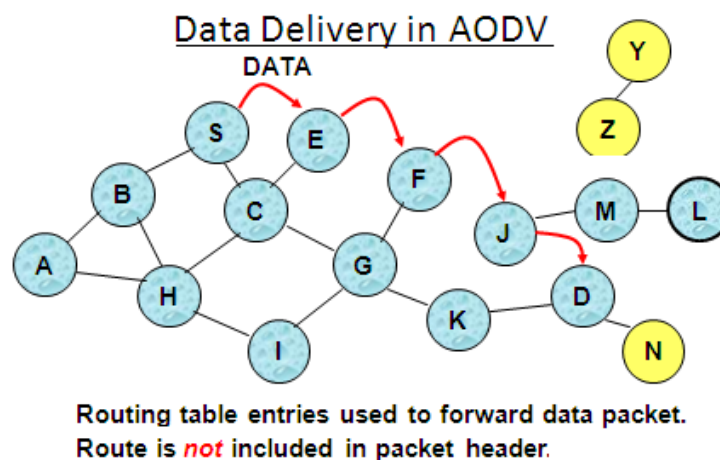 Data Delivery in AODV
DATA
Y
Z
S
E
F
B
C
J
M
L
A
H
G
D
K
I
N
Routing table entries used to forward data packet.
Route is not included in packet header.